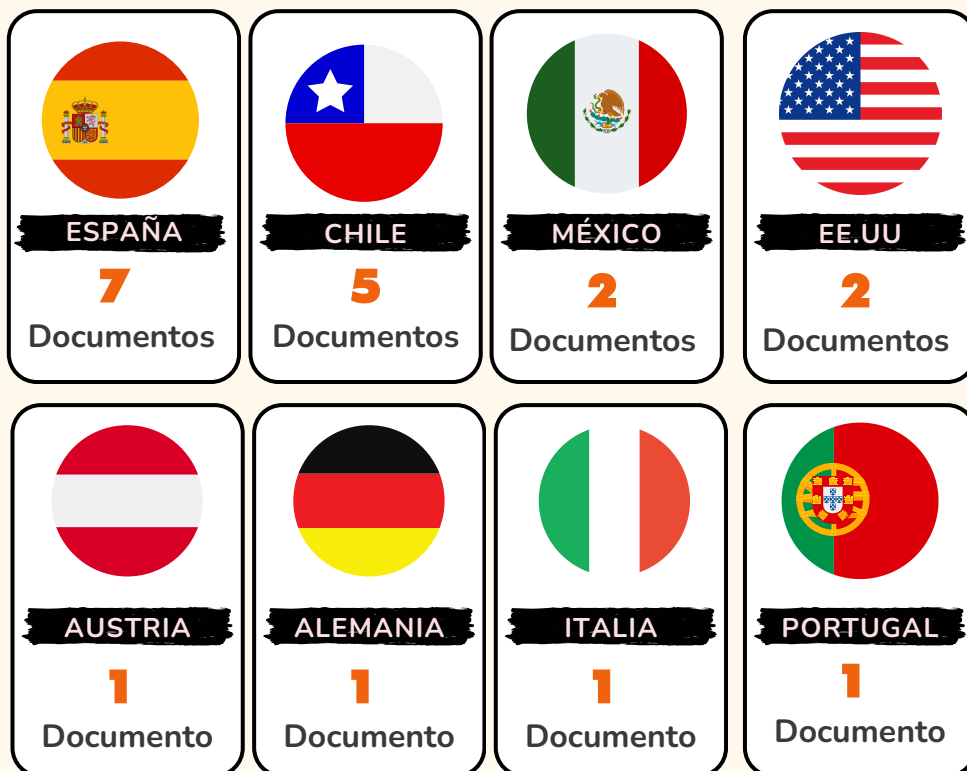 ESPAÑA
7
Documentos
CHILE
5
Documentos
MÉXICO
2
Documentos
EE.UU
2
Documentos
AUSTRIA
1
Documento
ALEMANIA
1
Documento
ITALIA
1
Documento
PORTUGAL
1
Documento